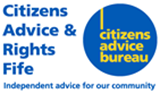 Citizens
Advice &
Rights
Fife
citizens
advice
bureau
Independent advice for our community